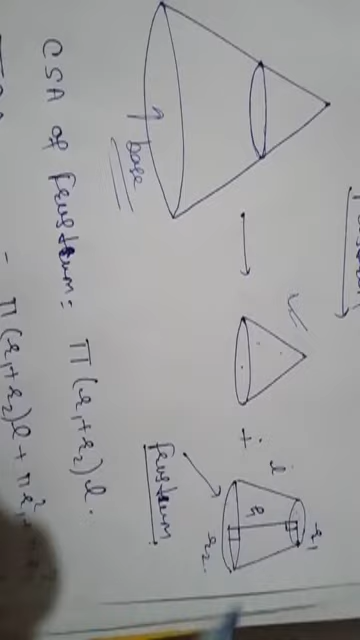 base
l
h
r₁
r₂
frustum
CSA of frustum = π(r₁+r₂)l.
= π(r₁+r₂)l + πr₁²